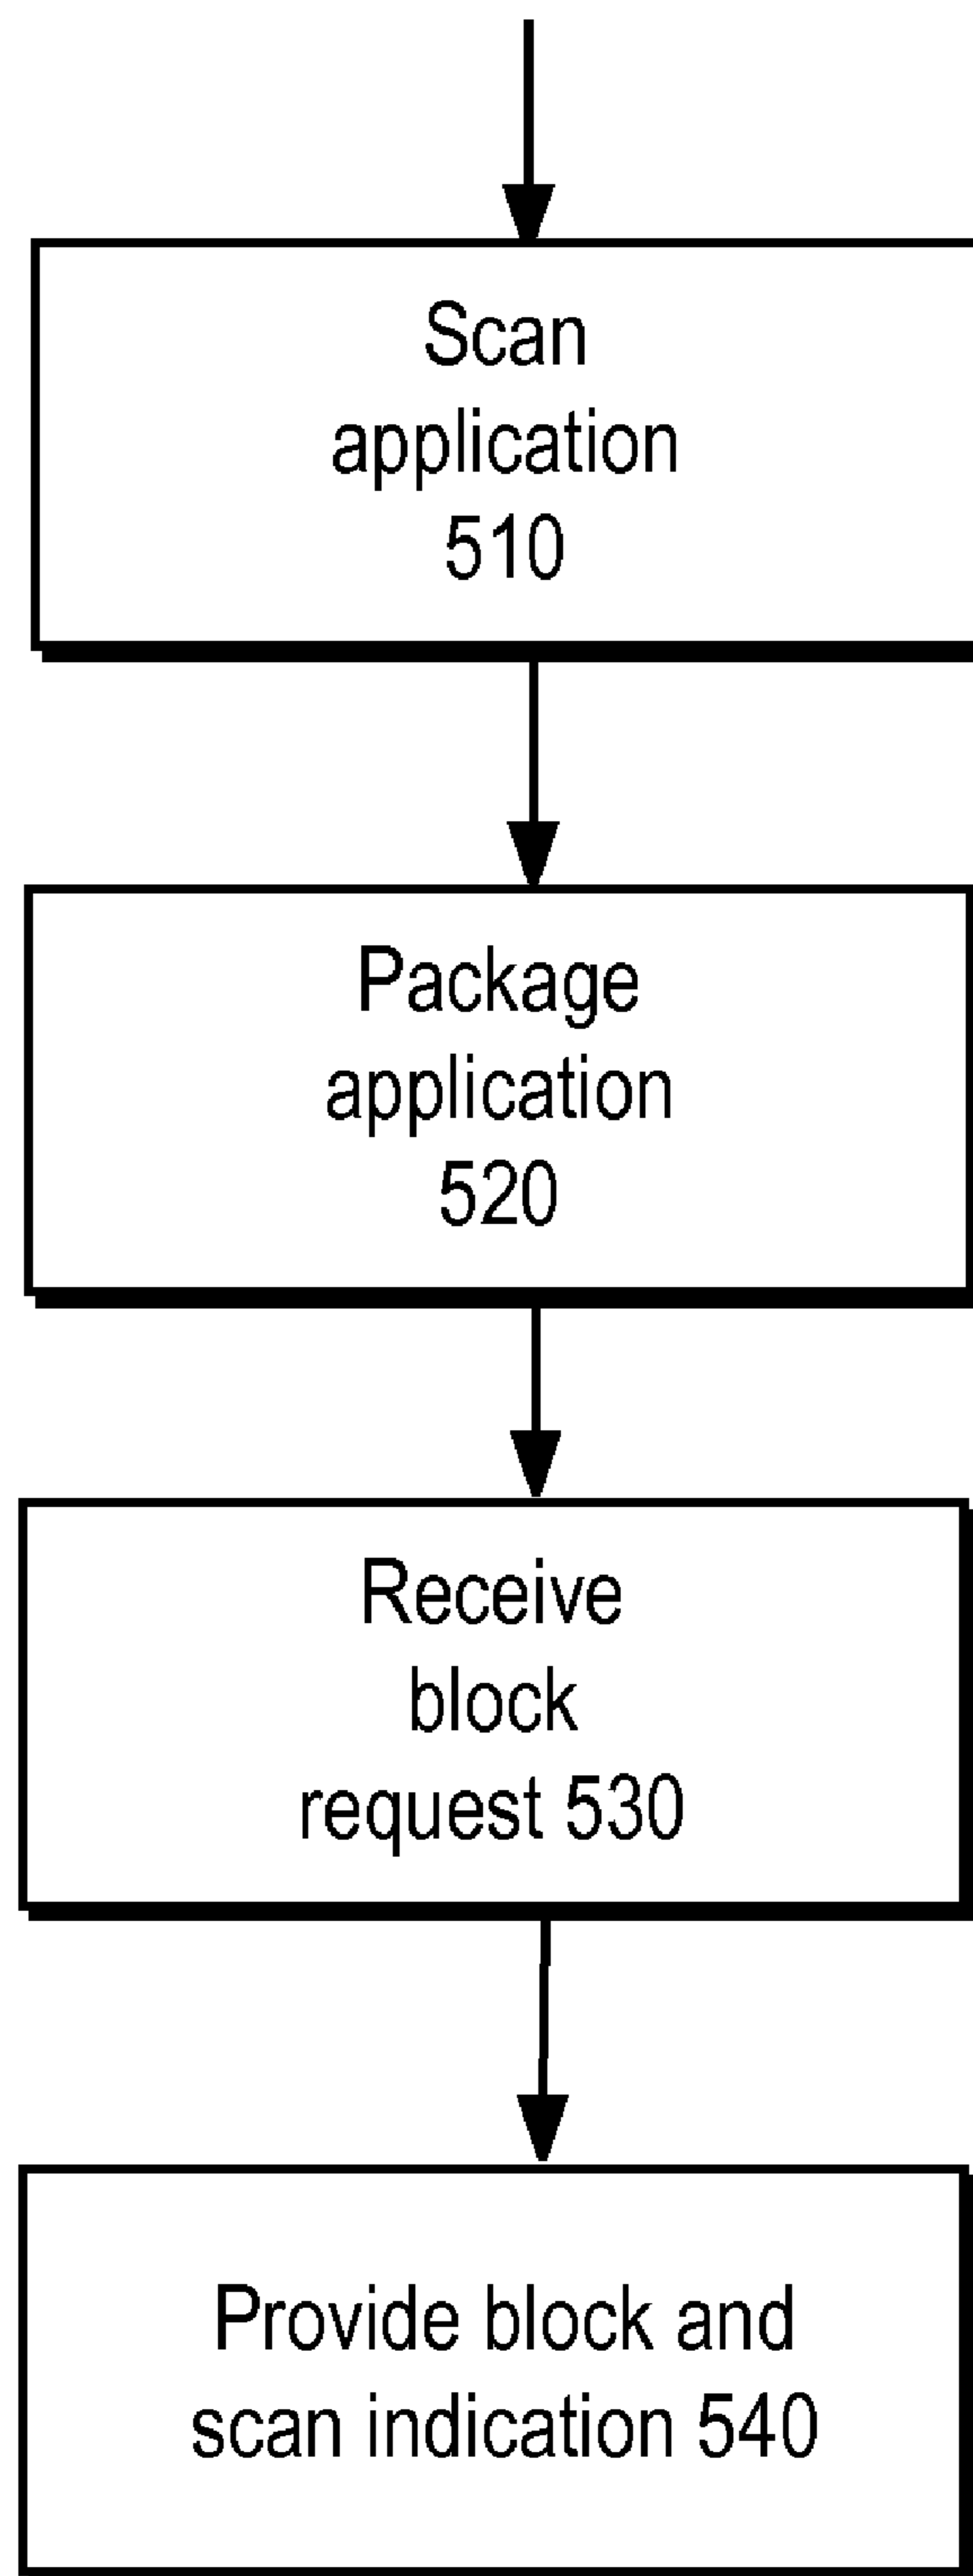 Scan
application
510
Package
application
520
Receive
block
request 530
Provide block and
scan indication 540